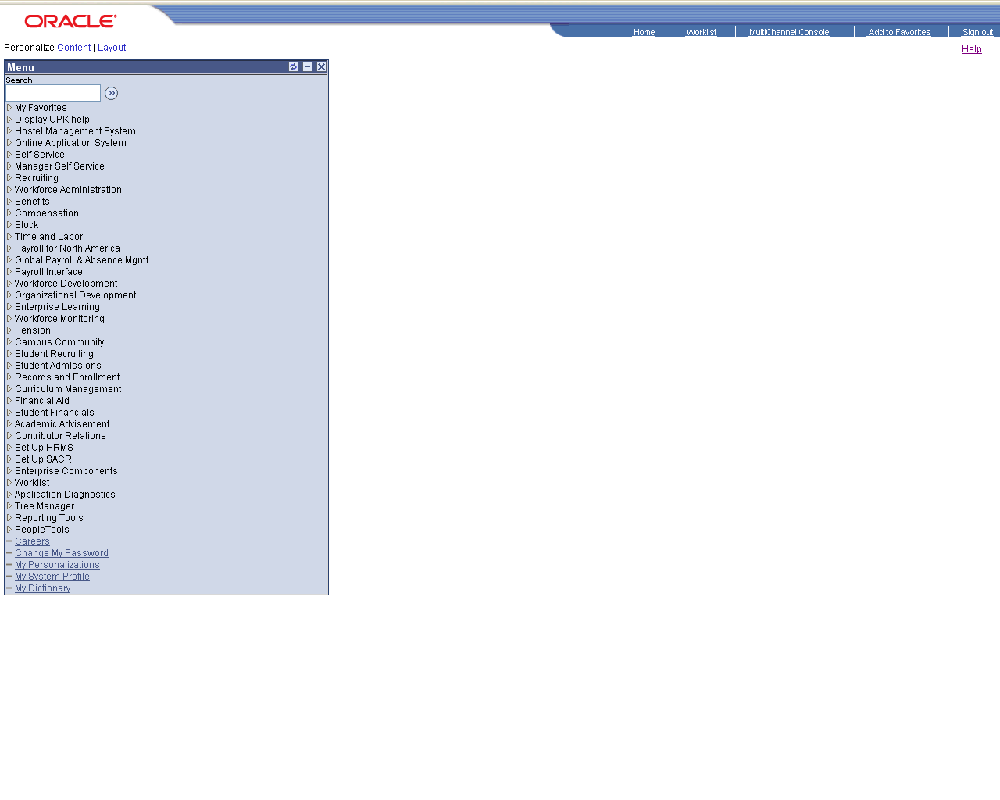 ORACLE
Home Worklist MultiChannel Console Add to Favorites Sign out
Personalize Content | Layout
Help
Menu
Search:
My Favorites
Display UPK help
Hostel Management System
Online Application System
Self Service
Manager Self Service
Recruiting
Workforce Administration
Benefits
Compensation
Stock
Time and Labor
Payroll for North America
Global Payroll & Absence Mgmt
Payroll Interface
Workforce Development
Organizational Development
Enterprise Learning
Workforce Monitoring
Pension
Campus Community
Student Recruiting
Student Admissions
Records and Enrollment
Curriculum Management
Financial Aid
Student Financials
Academic Advisement
Contributor Relations
Set Up HRMS
Set Up SACR
Enterprise Components
Worklist
Application Diagnostics
Tree Manager
Reporting Tools
PeopleTools
Careers
Change My Password
My Personalizations
My System Profile
My Dictionary